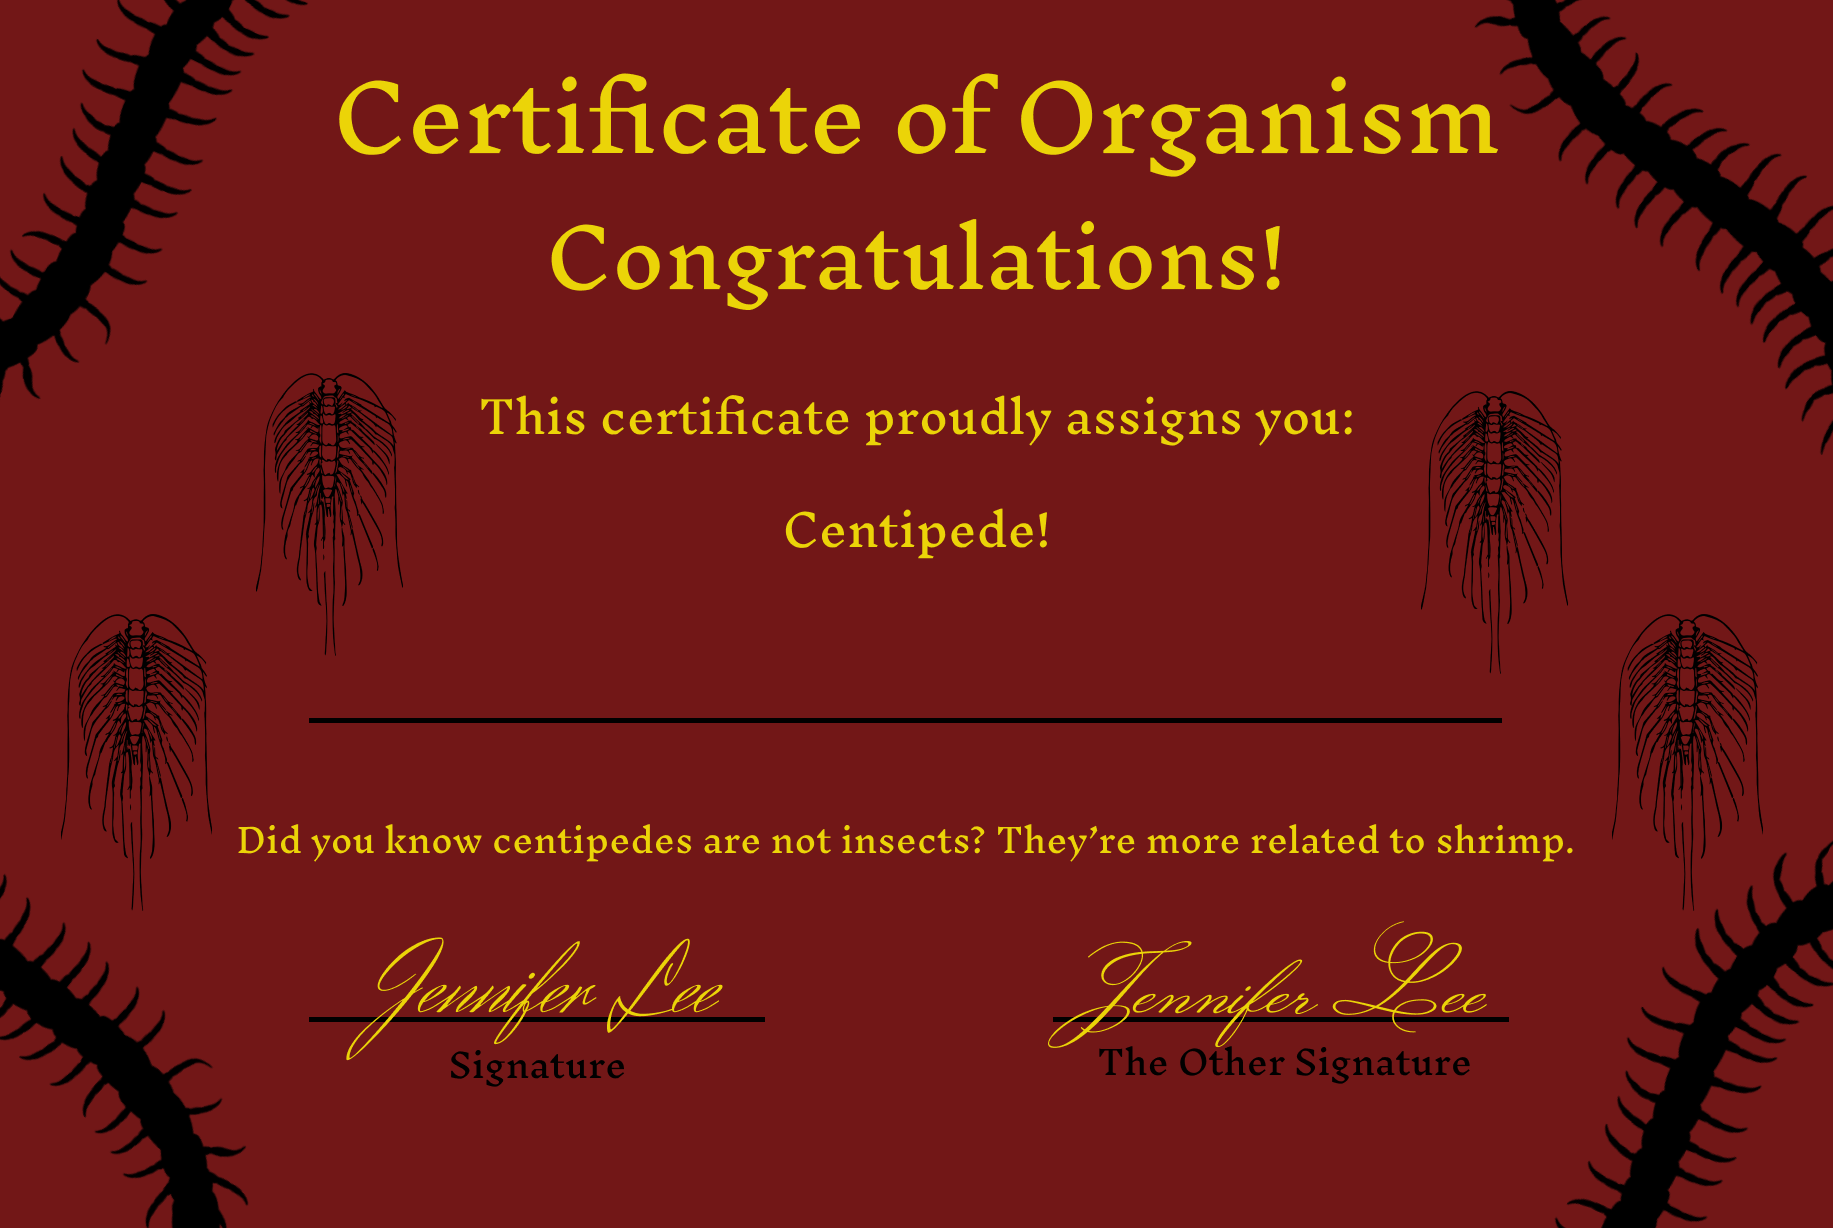 Certificate of Organism
Congratulations!
This certificate proudly assigns you:
Centipede!
Did you know centipedes are not insects? They’re more related to shrimp.
Jennifer Lee
Jennifer Lee
Signature
The Other Signature